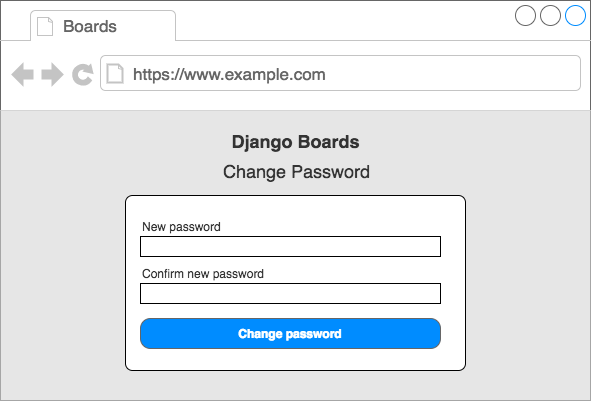 Boards
https://www.example.com
Django Boards
Change Password
New password
Confirm new password
Change password